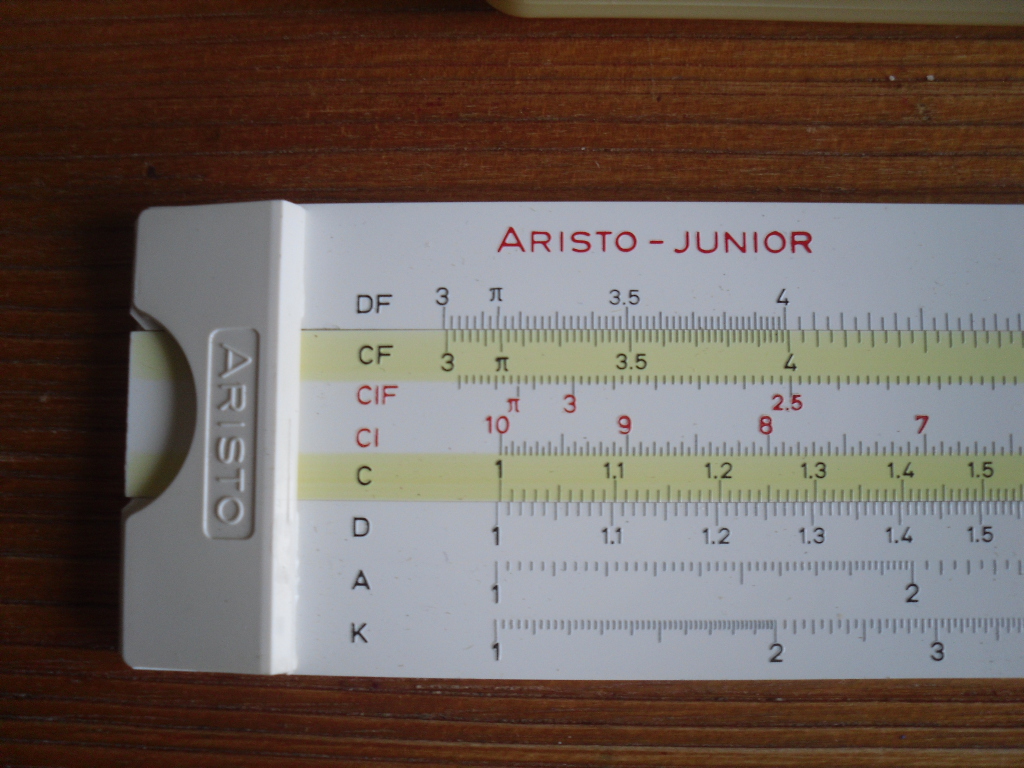 ARISTO - JUNIOR
DF 3 π 3.5 4
CF 3 π 3.5 4
CIF π 3 2.5
CI 10 9 8 7
C 1 1.1 1.2 1.3 1.4 1.5
D 1 1.1 1.2 1.3 1.4 1.5
A 1 2
K 1 2 3
ARISTO